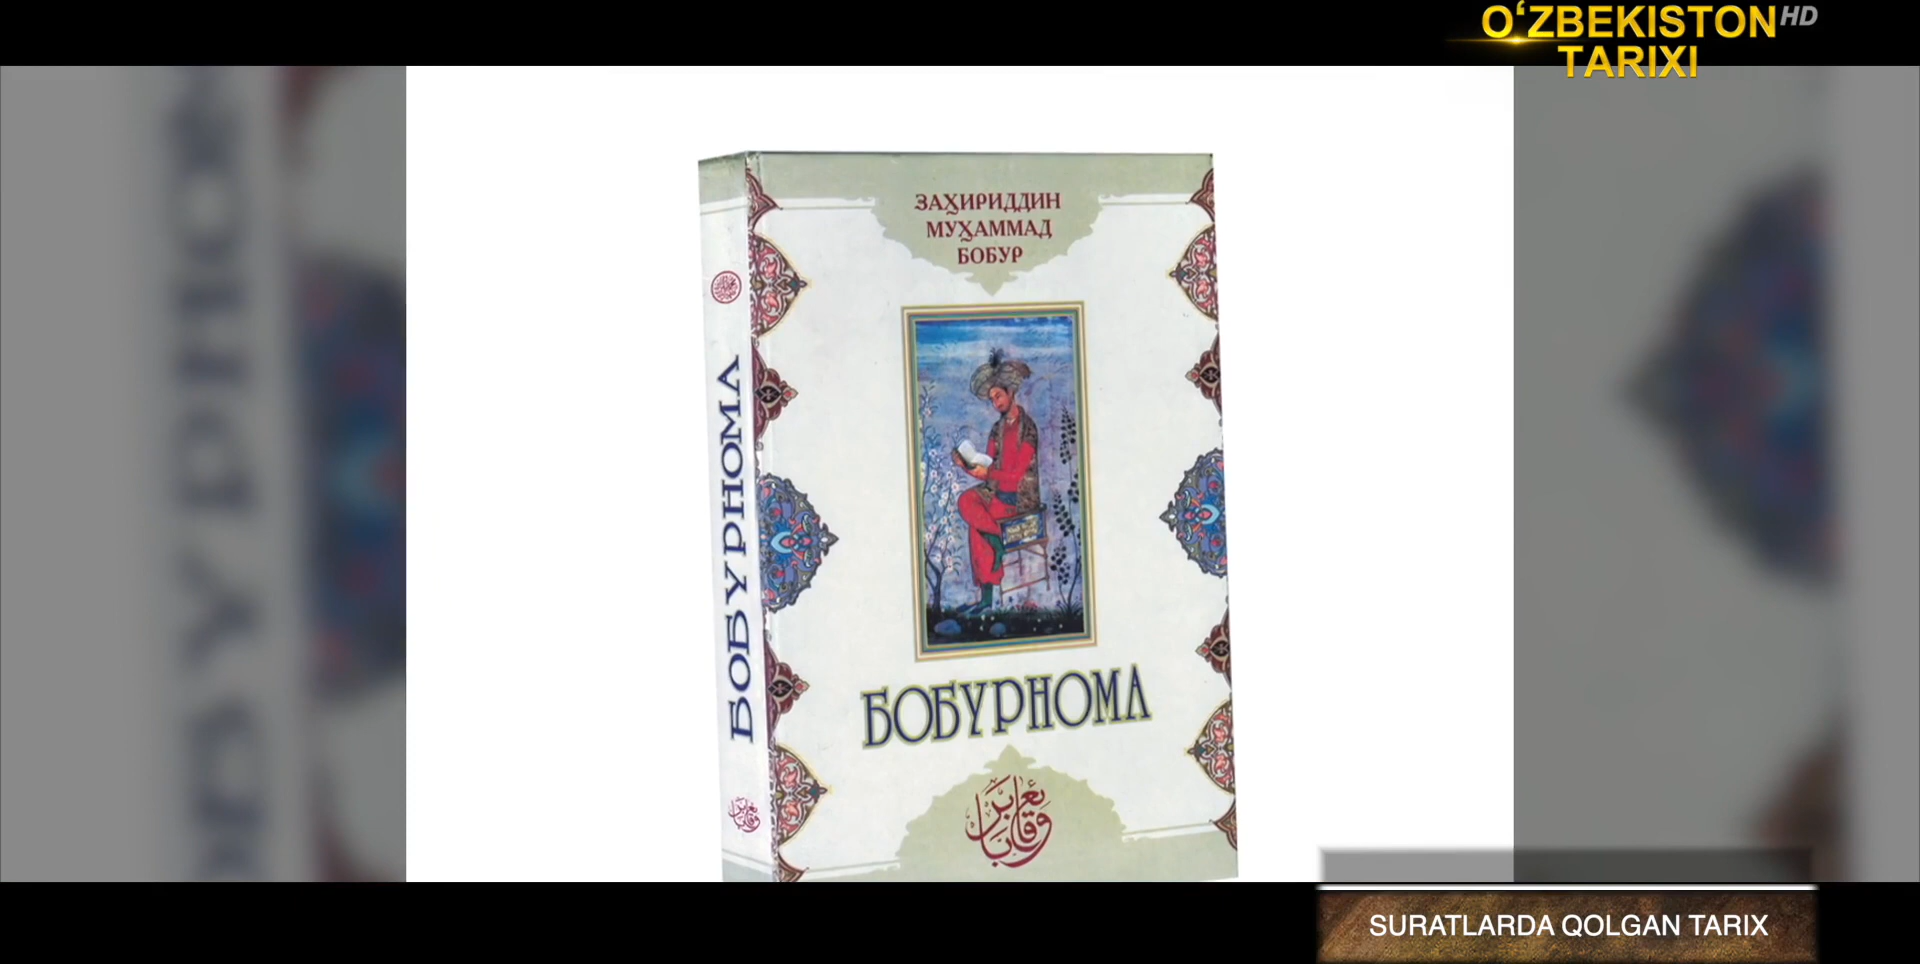 O‘ZBEKISTON HD
TARIXI
ЗАҲИРИДДИН
МУҲАММАД
БОБУР
БОБУРНОМА
БОБУРНОМА
SURATLARDA QOLGAN TARIX